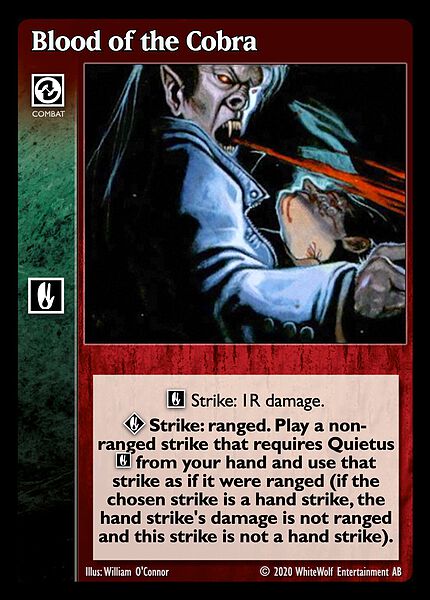 Blood of the Cobra
COMBAT
Strike: 1R damage.
Strike: ranged. Play a non-
ranged strike that requires Quietus
from your hand and use that
strike as if it were ranged (if the
chosen strike is a hand strike, the
hand strike's damage is not ranged
and this strike is not a hand strike).
Illus: William O'Connor
© 2020 WhiteWolf Entertainment AB